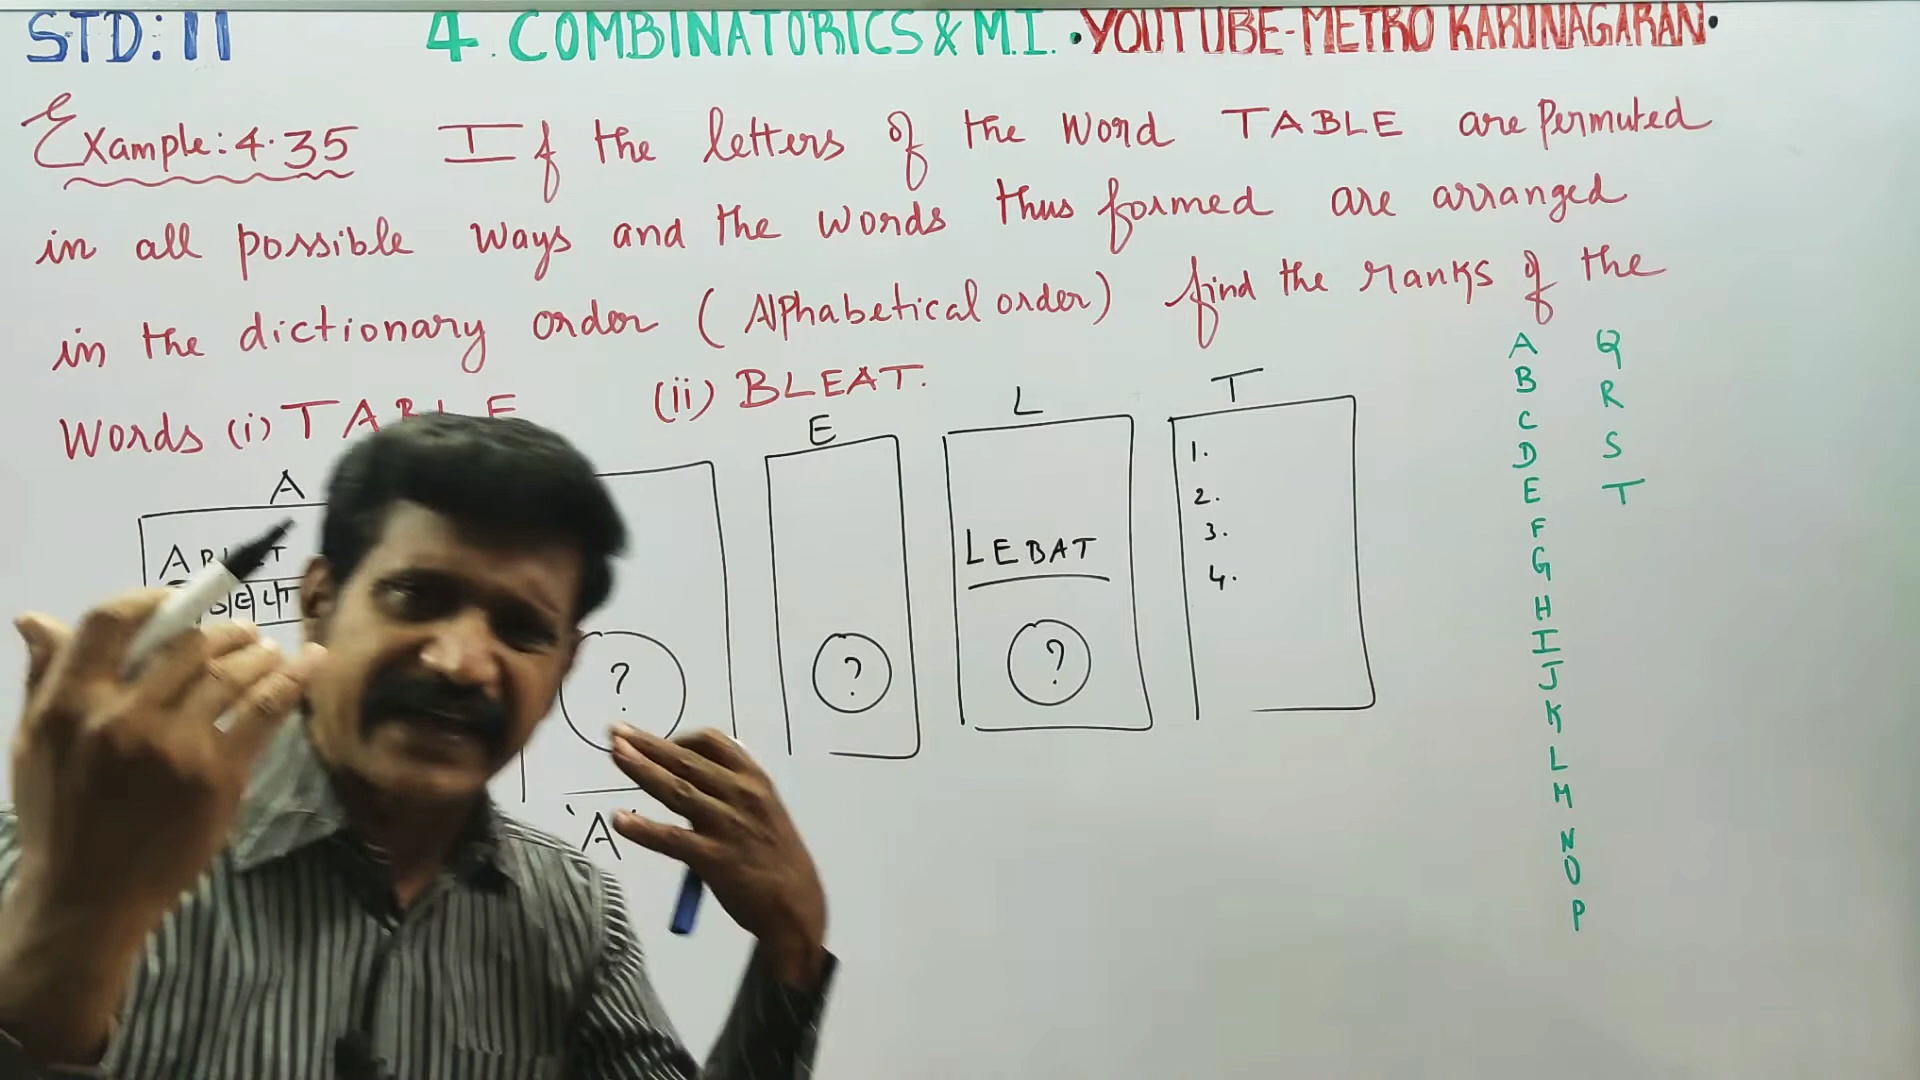 STD: 11 4. COMBINATORICS & M.I. • YOUTUBE-METRO KARUNAGARAN •
Example: 4.35 If the letters of the word TABLE are Permuted
in all possible ways and the words thus formed are arranged
in the dictionary order ( Alphabetical order) find the ranks of the
Words (i) TABLE (ii) BLEAT.
A
E
?
L
LEBAT
?
T
1.
2.
3.
4.
?
'A'
A
B
C
D
E
F
G
H
I
J
K
L
M
N
O
P
Q
R
S
T